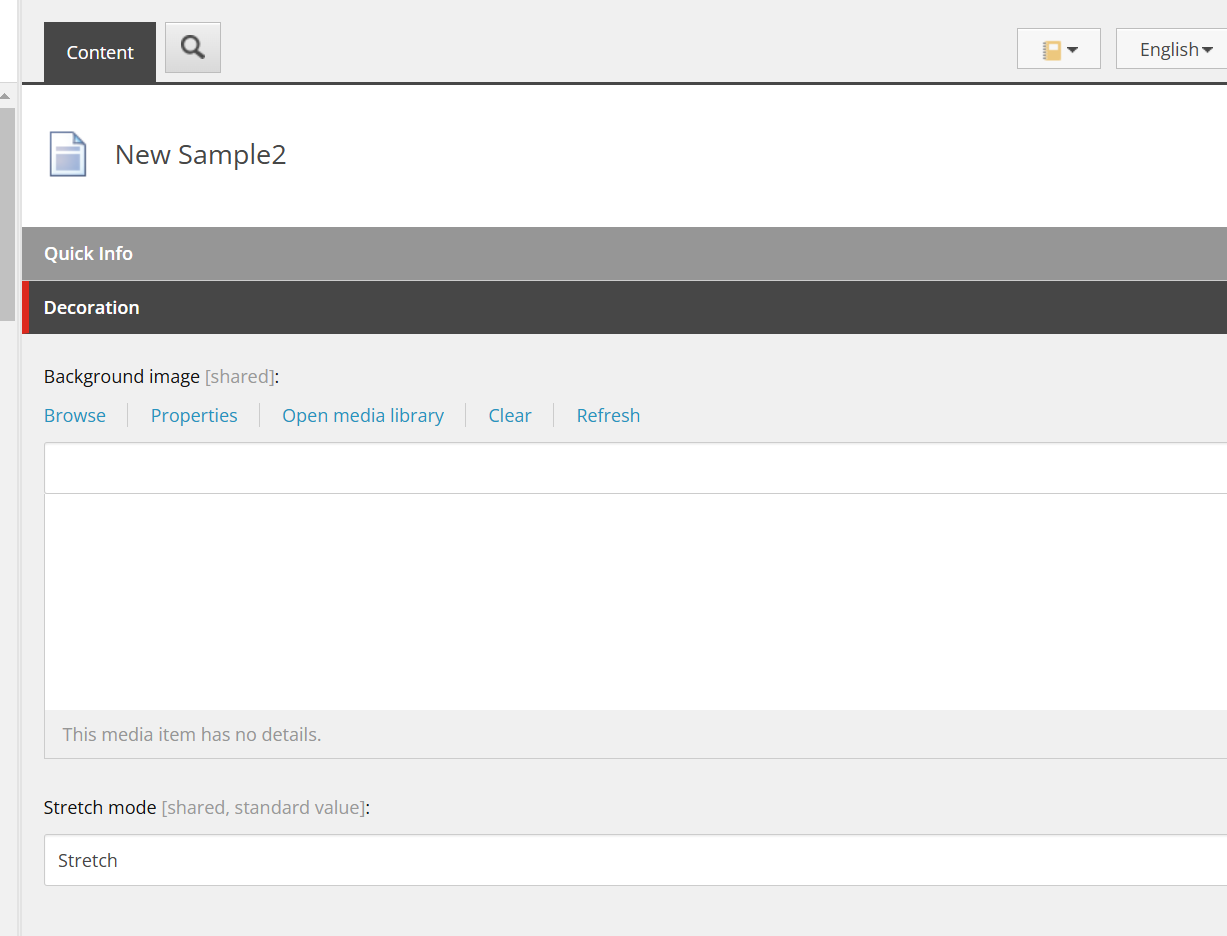 Content
English
New Sample2
Quick Info
Decoration
Background image [shared]:
Browse Properties Open media library Clear Refresh
This media item has no details.
Stretch mode [shared, standard value]:
Stretch